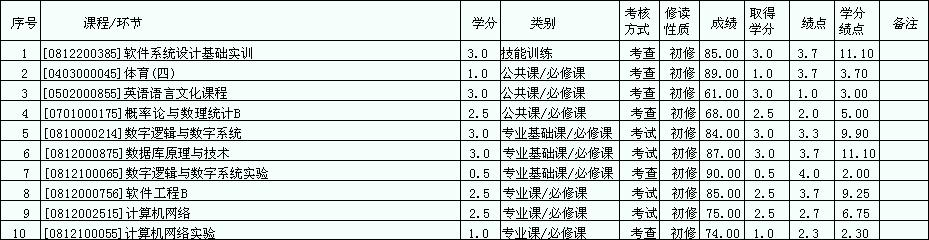 序号 课程/环节 学分 类别 考核方式 修读性质 成绩 取得学分 绩点 学分绩点 备注
1 [0812200385]软件系统设计基础实训 3.0 技能训练 考查 初修 85.00 3.0 3.7 11.10
2 [0403000045]体育(四) 1.0 公共课/必修课 考查 初修 89.00 1.0 3.7 3.70
3 [0502000855]英语语言文化课程 3.0 公共课/必修课 考查 初修 61.00 3.0 1.0 3.00
4 [0701000175]概率论与数理统计B 2.5 公共课/必修课 考查 初修 68.00 2.5 2.0 5.00
5 [0810000214]数字逻辑与数字系统 3.0 专业基础课/必修课 考试 初修 84.00 3.0 3.3 9.90
6 [0812000875]数据库原理与技术 3.0 专业基础课/必修课 考试 初修 87.00 3.0 3.7 11.10
7 [0812100065]数字逻辑与数字系统实验 0.5 专业基础课/必修课 考查 初修 90.00 0.5 4.0 2.00
8 [0812000756]软件工程B 2.5 专业课/必修课 考试 初修 85.00 2.5 3.7 9.25
9 [0812002515]计算机网络 2.5 专业课/必修课 考试 初修 75.00 2.5 2.7 6.75
10 [0812100055]计算机网络实验 1.0 专业课/必修课 考查 初修 74.00 1.0 2.3 2.30